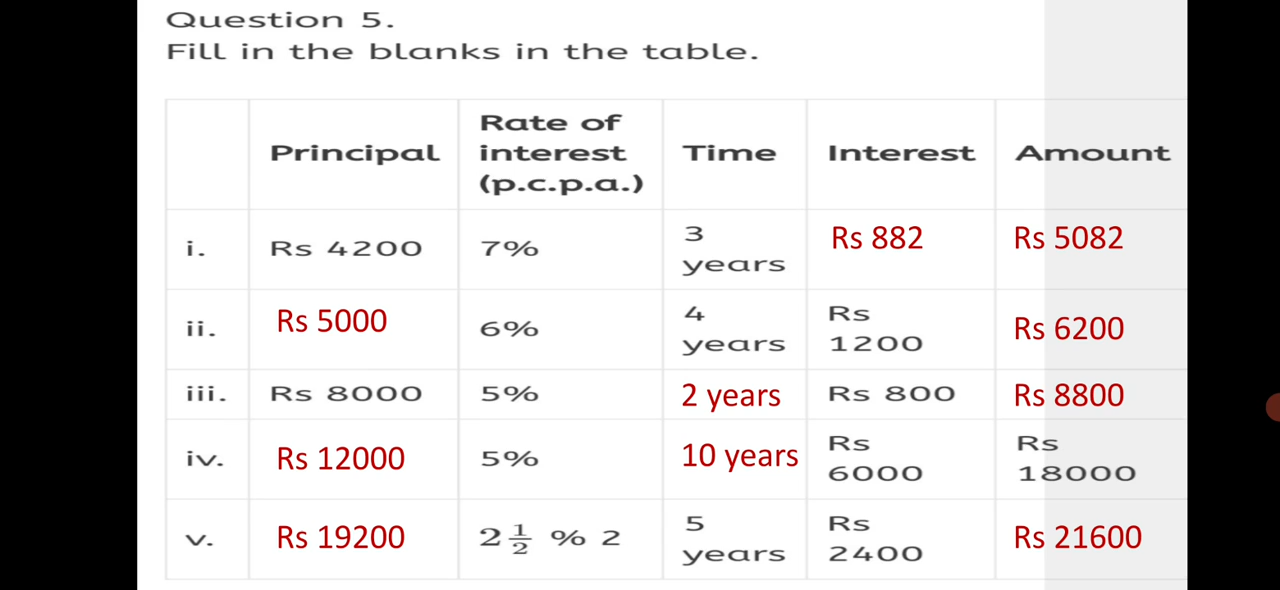 Question 5.
Fill in the blanks in the table.
Principal Rate of interest (p.c.p.a.) Time Interest Amount
i. Rs 4200 7% 3 years Rs 882 Rs 5082
ii. Rs 5000 6% 4 years Rs 1200 Rs 6200
iii. Rs 8000 5% 2 years Rs 800 Rs 8800
iv. Rs 12000 5% 10 years Rs 6000 Rs 18000
v. Rs 19200 2 1/2 % 2 5 years Rs 2400 Rs 21600